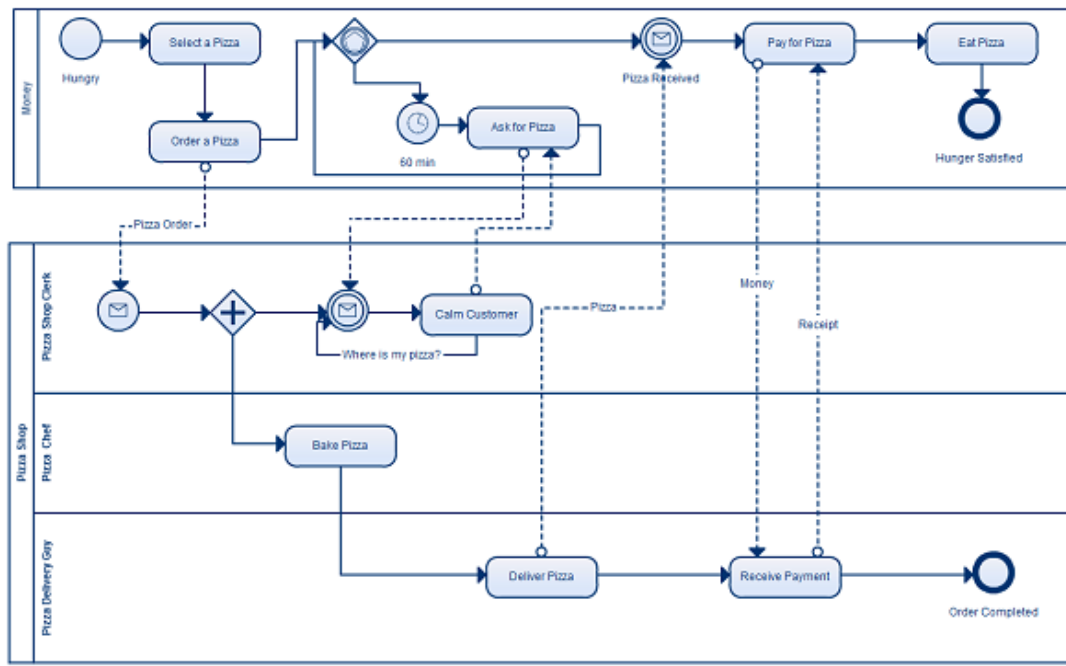 Money
Hungry
Select a Pizza
Order a Pizza
60 min
Ask for Pizza
Pizza Received
Pay for Pizza
Eat Pizza
Hunger Satisfied
Pizza Order
Pizza Shop
Pizza Shop Clerk
Calm Customer
Where is my pizza?
Pizza
Money
Receipt
Pizza Chef
Bake Pizza
Pizza Delivery Guy
Deliver Pizza
Receive Payment
Order Completed